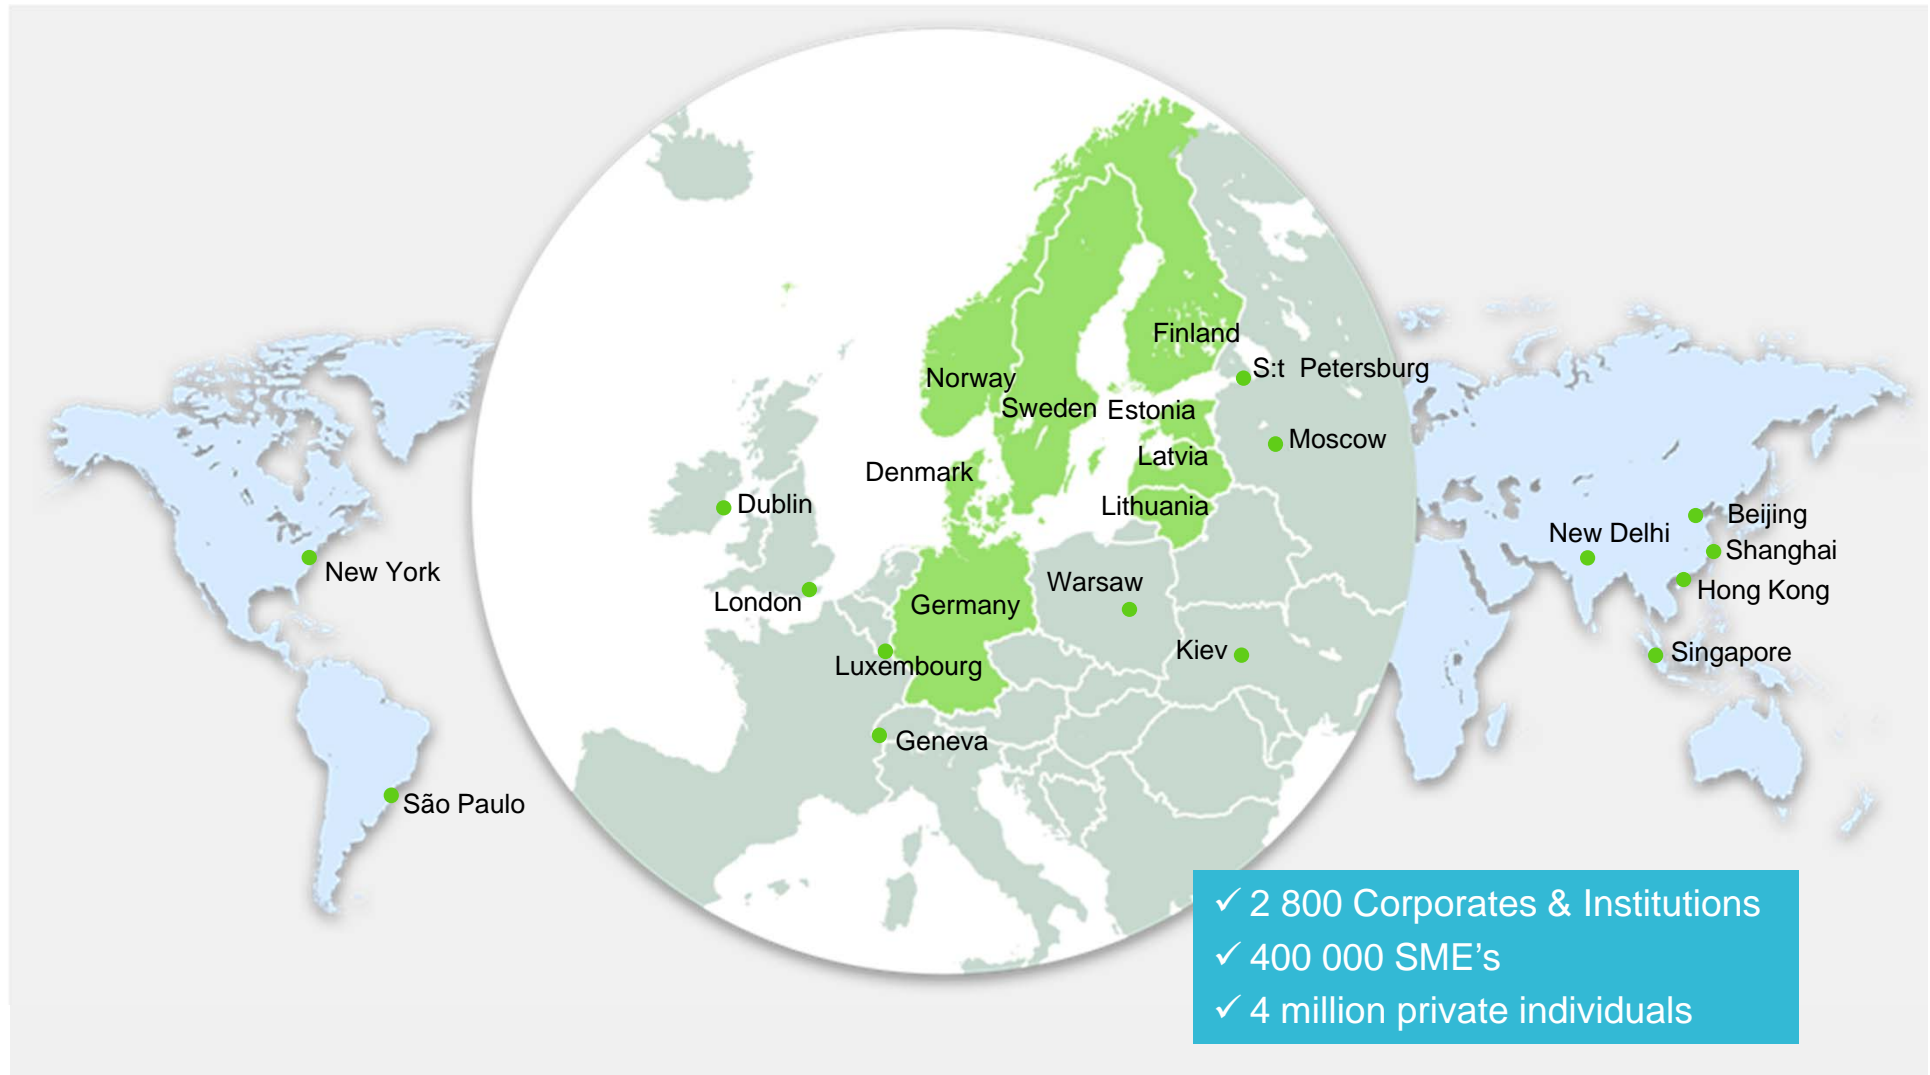 Finland
S:t  Petersburg
Norway
Sweden
Estonia
Moscow
Latvia
Denmark
Lithuania
Dublin
Beijing
New Delhi
Shanghai
New York
Warsaw
Hong Kong
London
Germany
Kiev
Singapore
Luxembourg
Geneva
São Paulo
✓ 2 800 Corporates & Institutions
✓ 400 000 SME’s
✓ 4 million private individuals